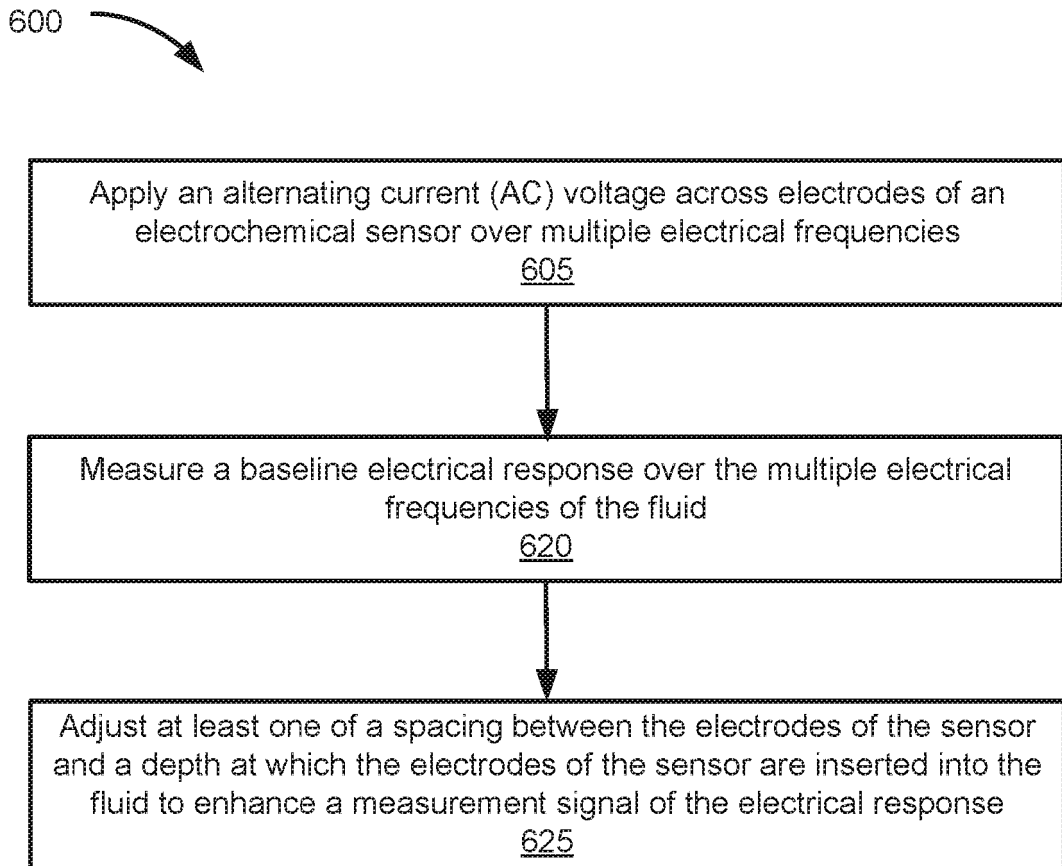 600
Apply an alternating current (AC) voltage across electrodes of an
electrochemical sensor over multiple electrical frequencies
605
Measure a baseline electrical response over the multiple electrical
frequencies of the fluid
620
Adjust at least one of a spacing between the electrodes of the sensor
and a depth at which the electrodes of the sensor are inserted into the
fluid to enhance a measurement signal of the electrical response
625